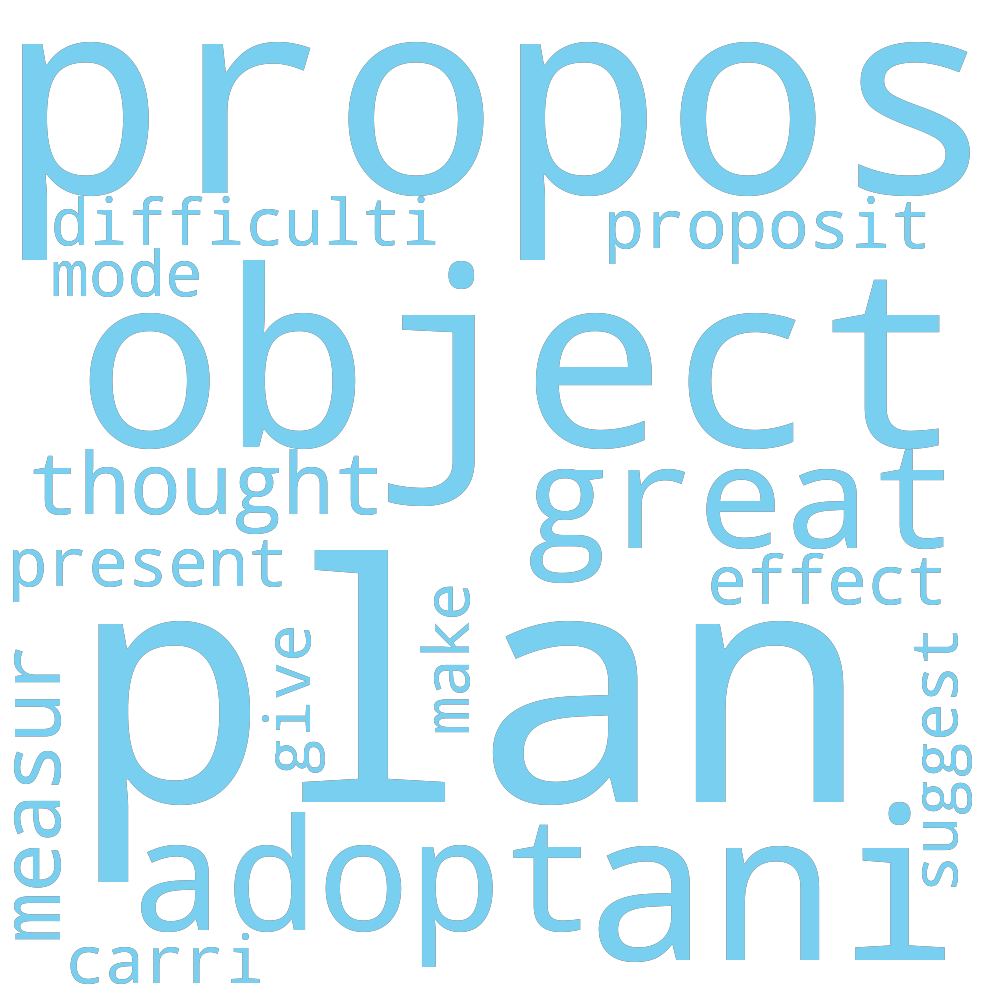 propos
difficulti
proposit
mode
object
thought
great
present
effect
plan
give
make
measur
suggest
adopt
ani
carri